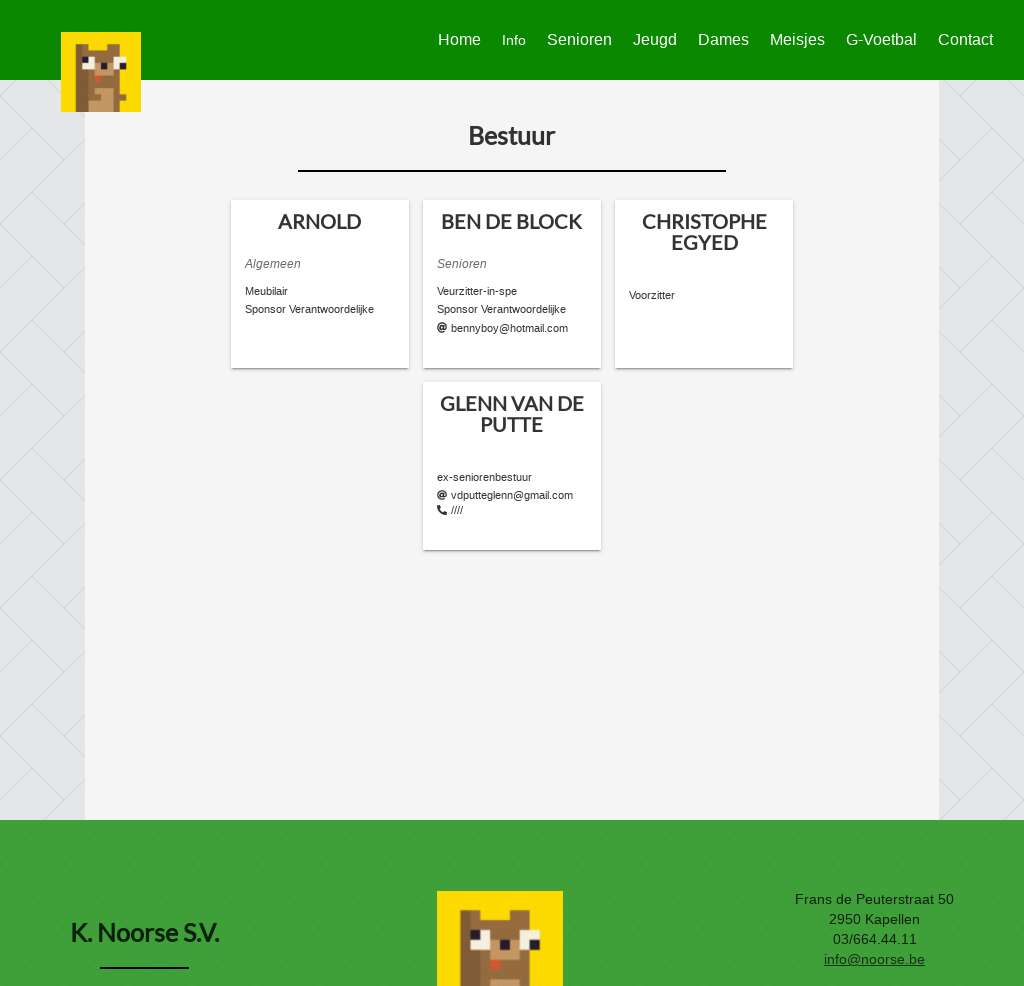 Home Info Senioren Jeugd Dames Meisjes G-Voetbal Contact
Bestuur
ARNOLD
Algemeen
Meubilair
Sponsor Verantwoordelijke
BEN DE BLOCK
Senioren
Veurzitter-in-spe
Sponsor Verantwoordelijke
bennyboy@hotmail.com
CHRISTOPHE
EGYED
Voorzitter
GLENN VAN DE
PUTTE
ex-seniorenbestuur
vdputteglenn@gmail.com
////
K. Noorse S.V.
Frans de Peuterstraat 50
2950 Kapellen
03/664.44.11
info@noorse.be